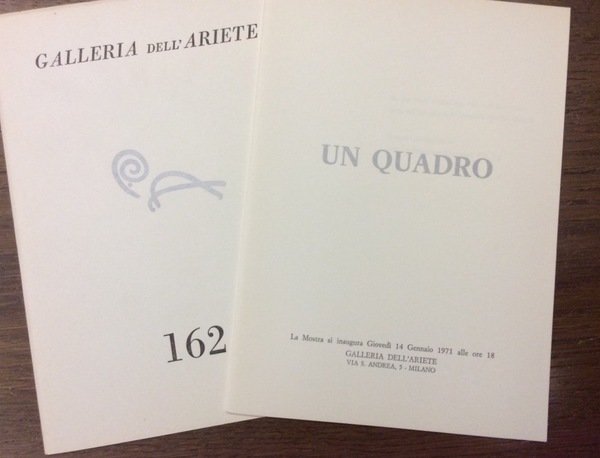 GALLERIA DELL'ARIETE
162
UN QUADRO
La Mostra si inaugura Giovedì 14 Gennaio 1971 alle ore 18
GALLERIA DELL'ARIETE
VIA S. ANDREA, 5 - MILANO